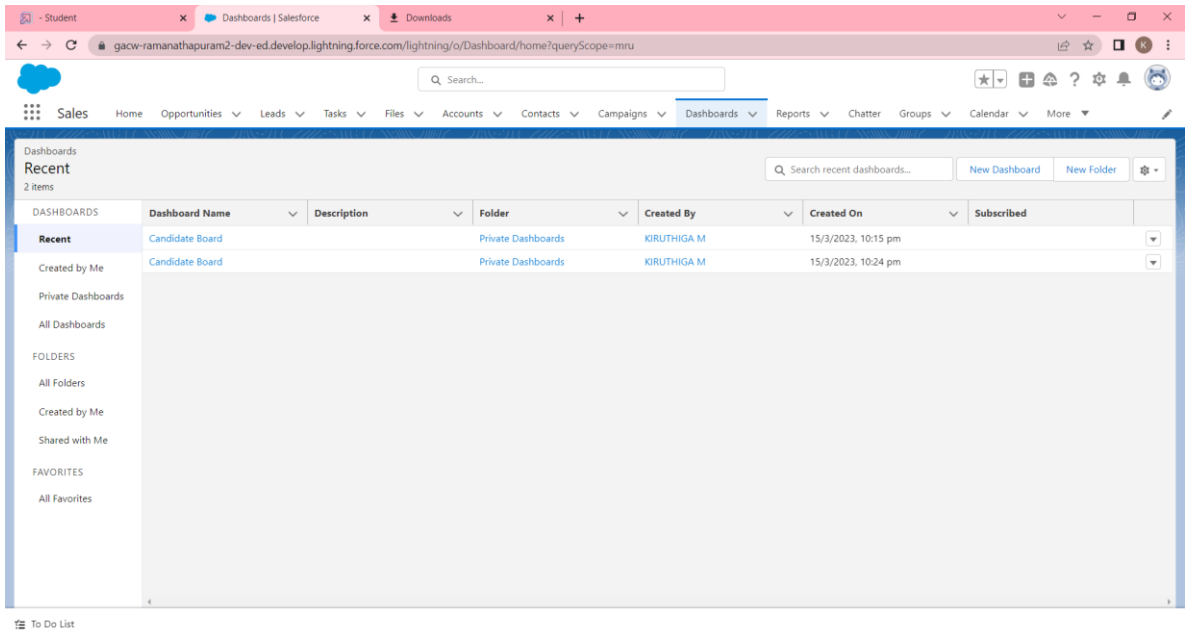 - Student
Dashboards | Salesforce
Downloads
gacw-ramanathapuram2-dev-ed.develop.lightning.force.com/lightning/o/Dashboard/home?queryScope=mru
K
Search...
Sales Home Opportunities Leads Tasks Files Accounts Contacts Campaigns Dashboards Reports Chatter Groups Calendar More
Dashboards
Recent
2 items
Search recent dashboards...
New Dashboard New Folder
DASHBOARDS
Recent
Created by Me
Private Dashboards
All Dashboards
FOLDERS
All Folders
Created by Me
Shared with Me
FAVORITES
All Favorites
Dashboard Name Description Folder Created By Created On Subscribed
Candidate Board Private Dashboards KIRUTHIGA M 15/3/2023, 10:15 pm
Candidate Board Private Dashboards KIRUTHIGA M 15/3/2023, 10:24 pm
To Do List